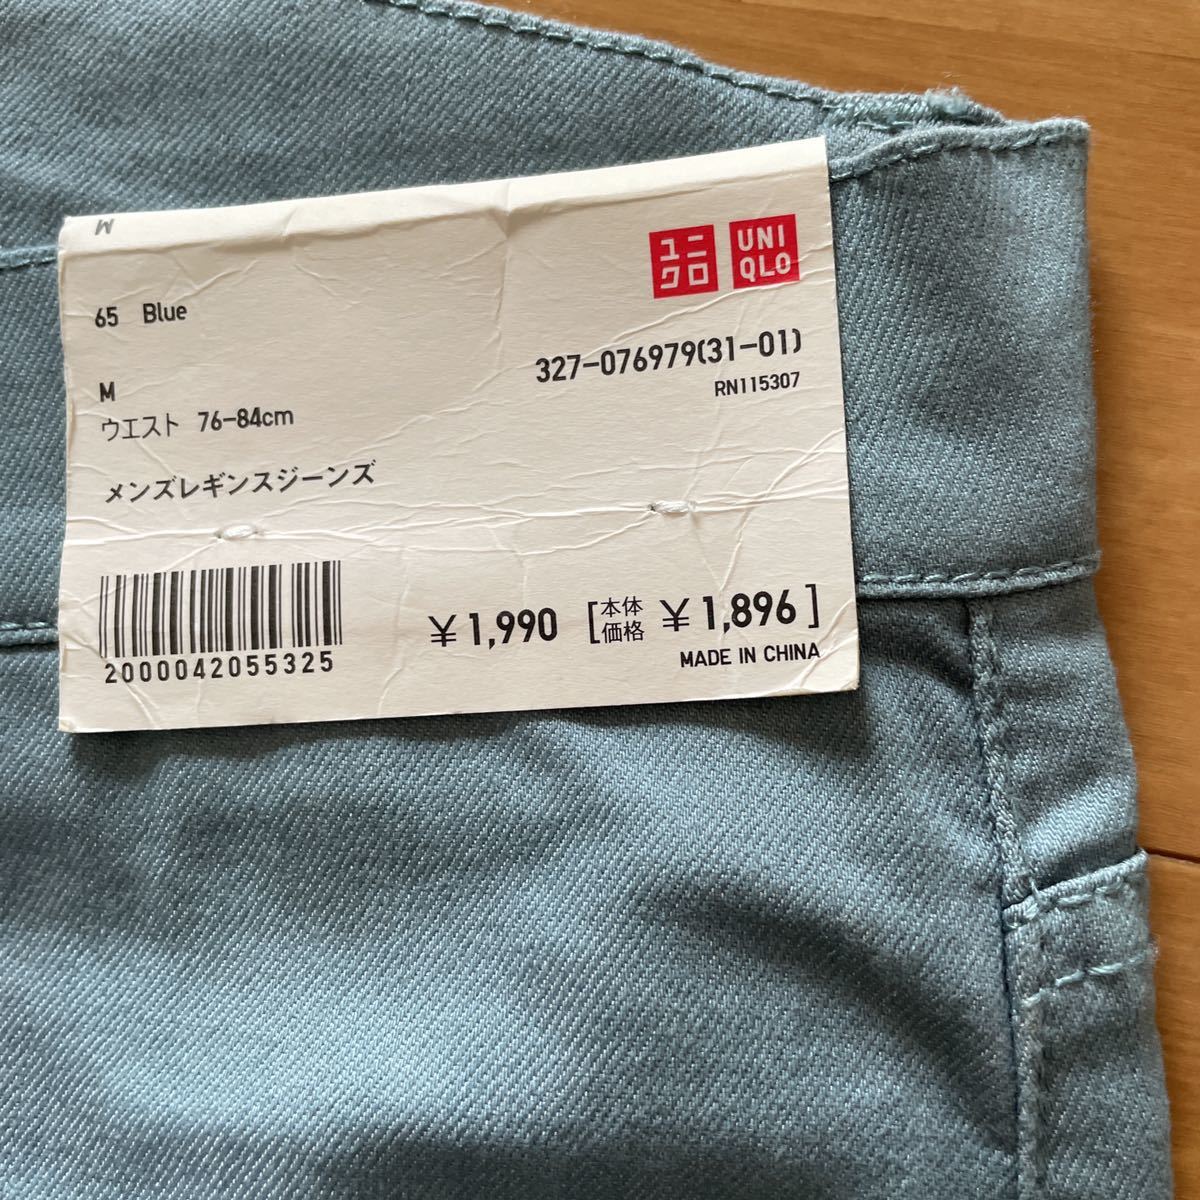 M
65 Blue
M
ウエスト 76-84cm
メンズレギンスジーンズ
ユニ
クロ
UNI
QLO
327-076979(31-01)
RN115307
2000042055325
¥1,990 [本体価格 ¥1,896]
MADE IN CHINA